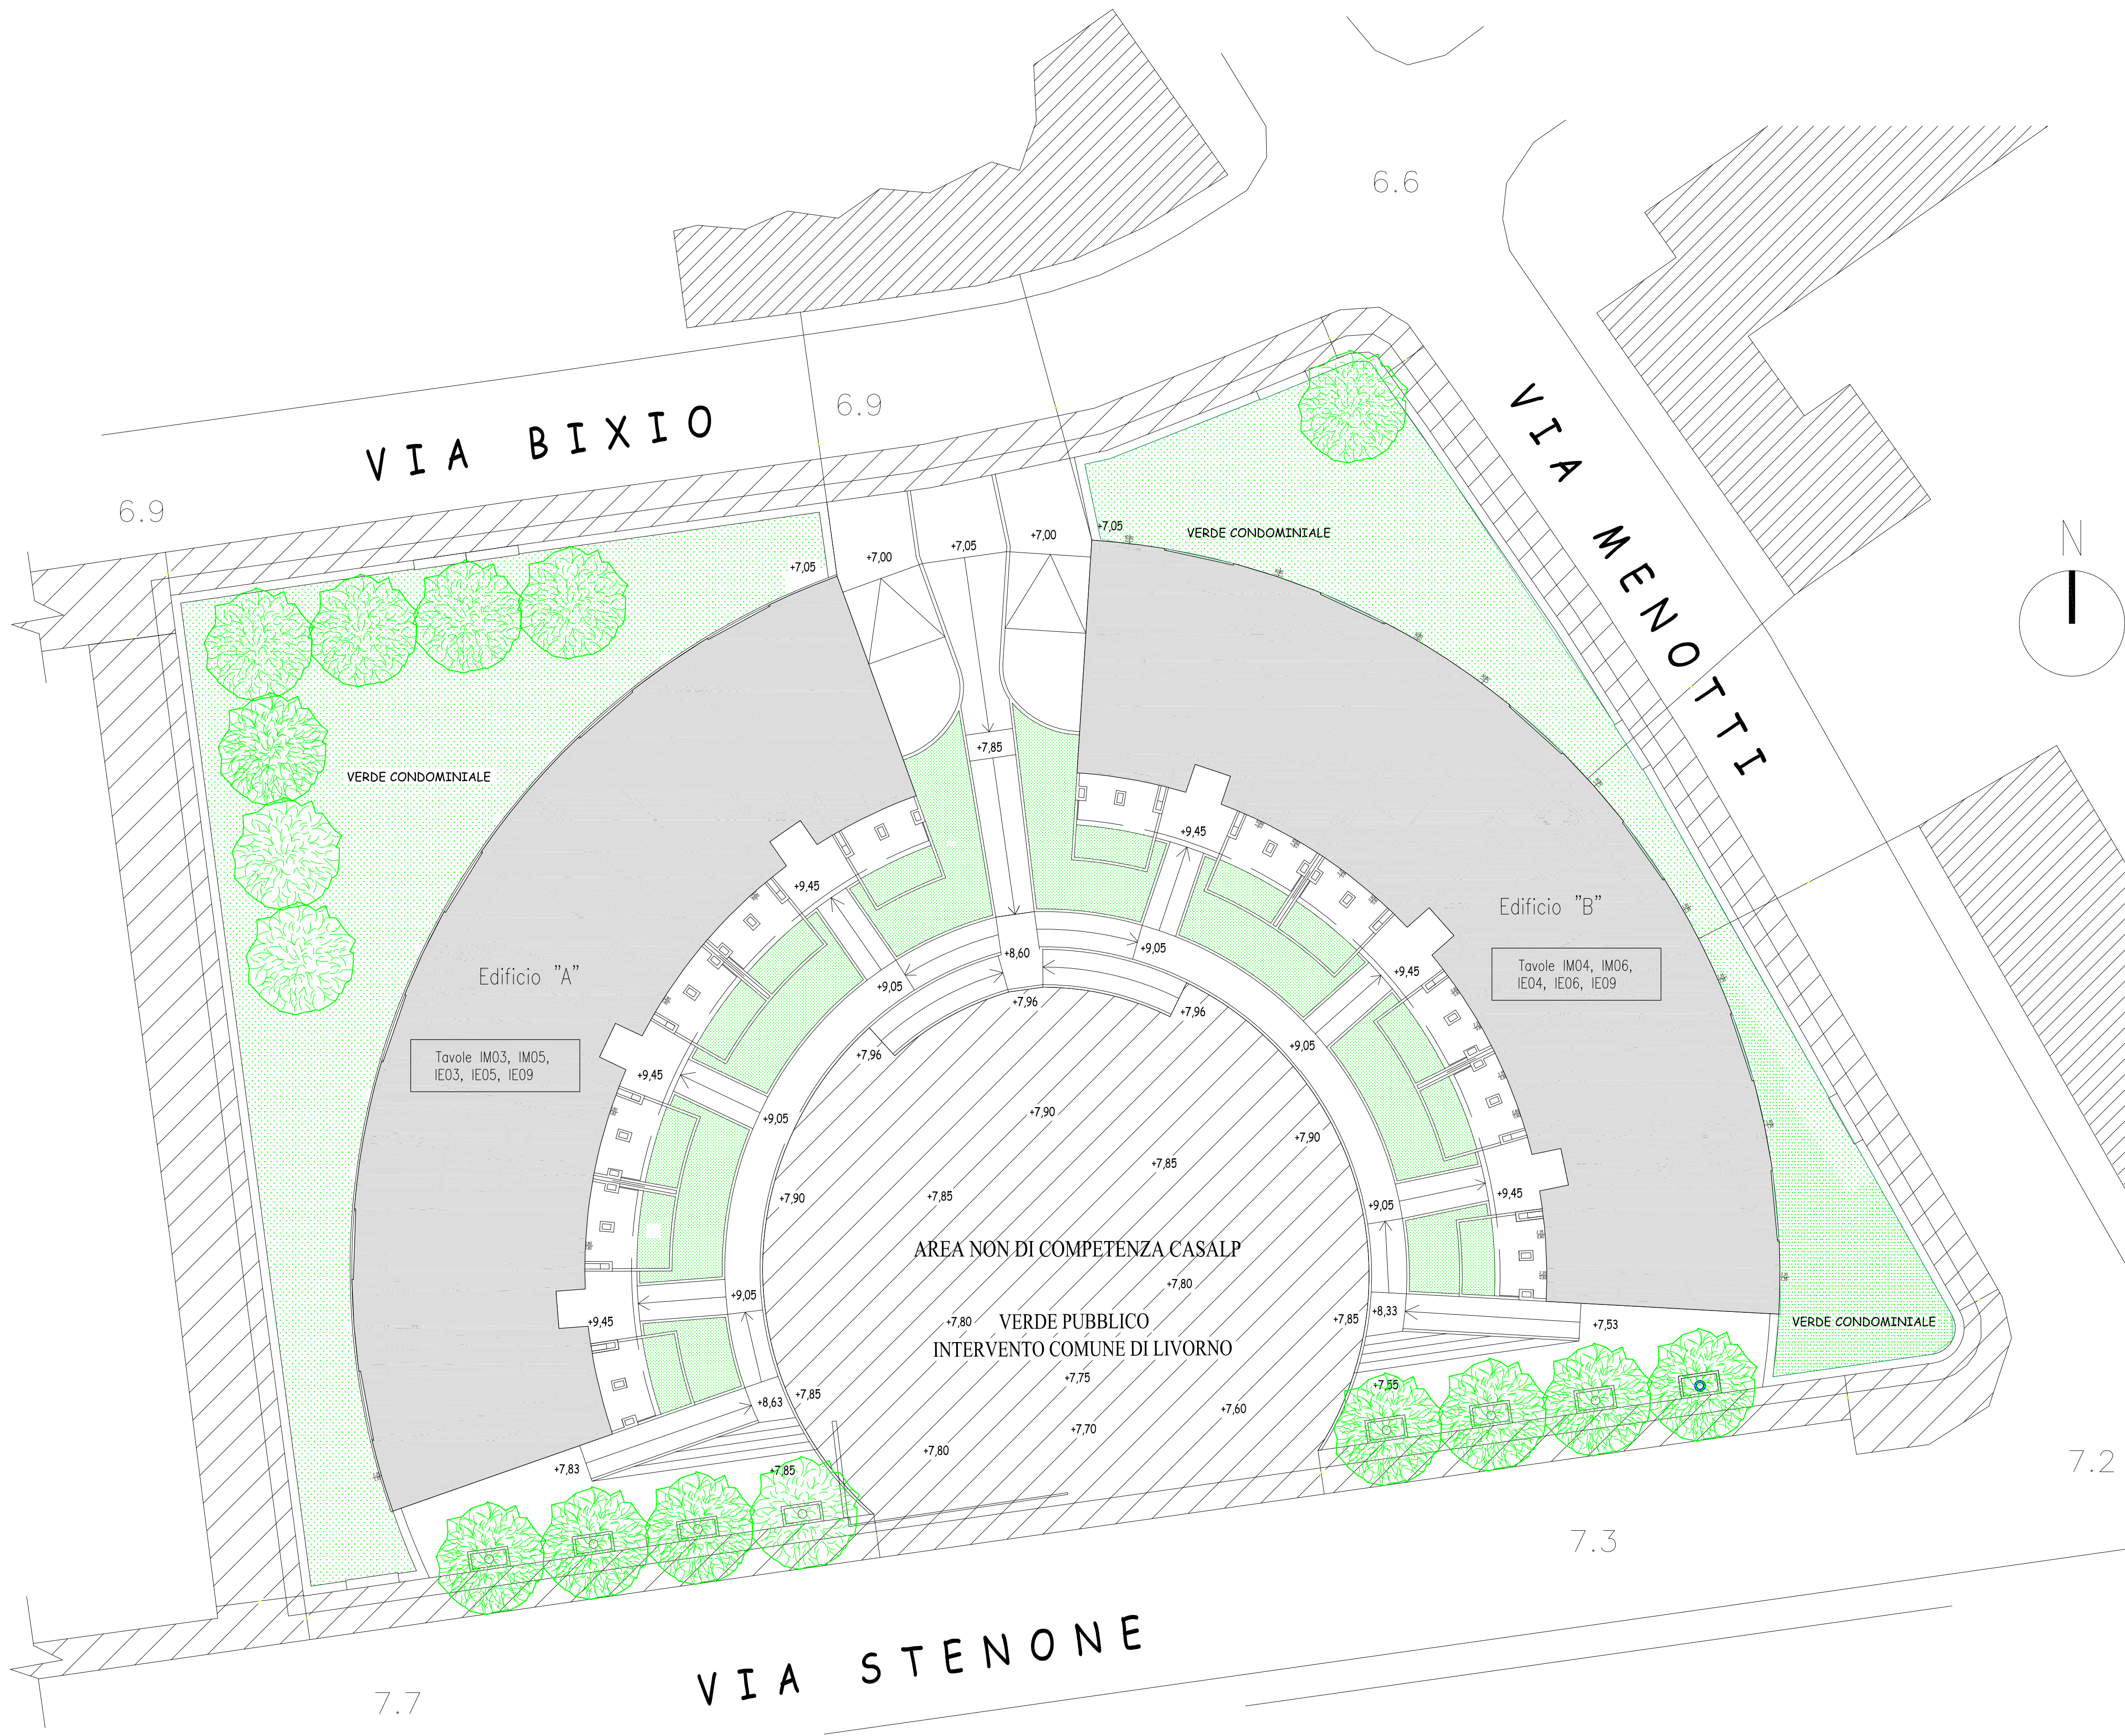 6.6
6.9
VIA BIXIO
VIA MENOTTI
6.9
N
+7,05
VERDE CONDOMINIALE
+7,00
+7,05
+7,00
+7,05
+7,85
VERDE CONDOMINIALE
+9,45
+9,45
Edificio "B"
Tavole IM04, IM06,
IE04, IE06, IE09
+9,05
+8,60
+9,45
+9,05
Edificio "A"
Tavole IM03, IM05,
IE03, IE05, IE09
+7,96
+7,96
+7,96
+9,05
+9,45
+9,05
+7,90
+7,90
+7,85
+7,90
+7,85
+9,45
+9,05
AREA NON DI COMPETENZA CASALP
+7,80
+9,05
+9,45
+7,80
VERDE PUBBLICO
INTERVENTO COMUNE DI LIVORNO
+7,85
+8,33
+7,53
VERDE CONDOMINIALE
+7,75
+7,55
+7,85
+8,63
+7,60
+7,70
+7,80
+7,83
+7,85
7.2
7.3
VIA STENONE
7.7